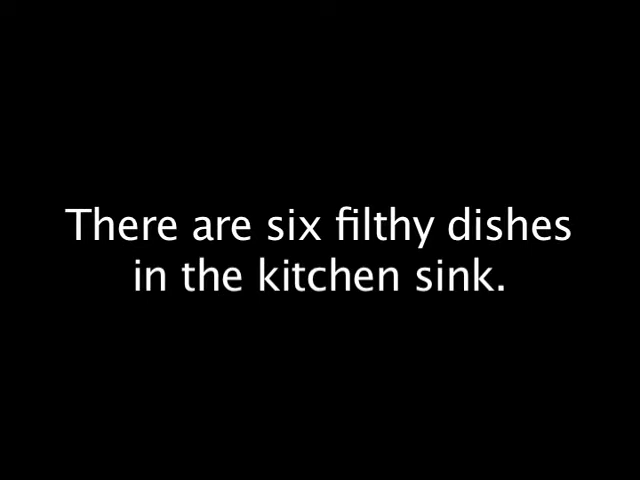 There are six filthy dishes
in the kitchen sink.